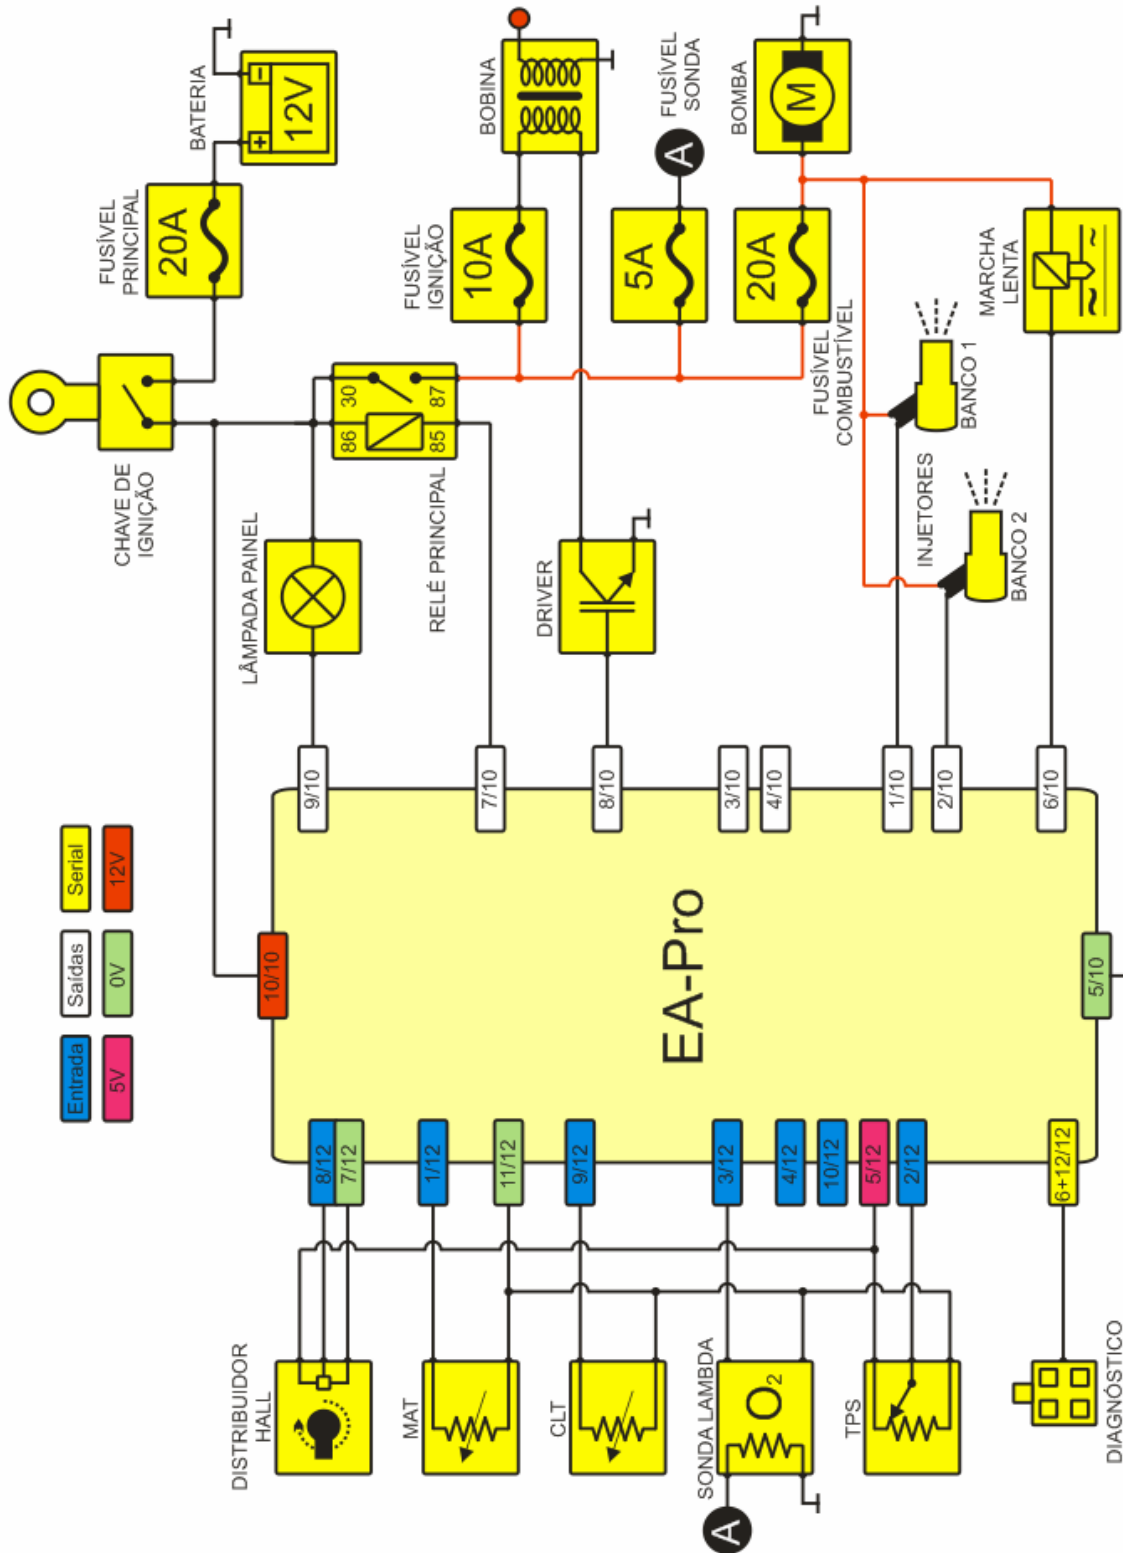 Entrada
Saídas
Serial
5V
0V
12V
CHAVE DE
IGNIÇÃO
FUSÍVEL
PRINCIPAL
20A
BATERIA
+
−
12V
LÂMPADA PAINEL
RELÉ PRINCIPAL
86
30
85
87
FUSÍVEL
IGNIÇÃO
10A
BOBINA
DRIVER
5A
FUSÍVEL
SONDA
A
FUSÍVEL
COMBUSTÍVEL
20A
BOMBA
M
INJETORES
BANCO 1
BANCO 2
MARCHA
LENTA
~
~
EA-Pro
10/10
9/10
7/10
8/10
3/10
4/10
1/10
2/10
6/10
5/10
8/12
7/12
1/12
11/12
9/12
3/12
4/12
10/12
5/12
2/12
6+12/12
DISTRIBUIDOR
HALL
MAT
CLT
SONDA LAMBDA
O₂
A
TPS
DIAGNÓSTICO